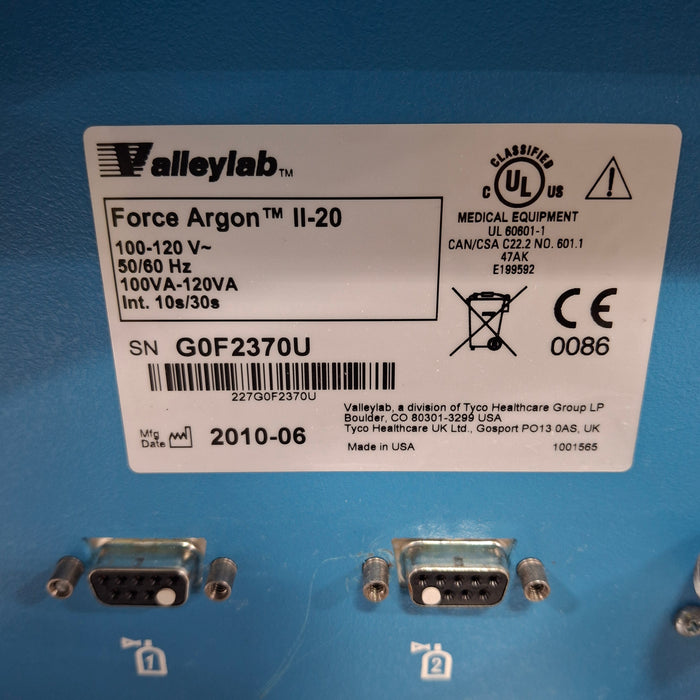 Valleylab™
Force Argon™ II-20
100-120 V~
50/60 Hz
100VA-120VA
Int. 10s/30s
SN G0F2370U
227G0F2370U
Mfg Date 2010-06
CLASSIFIED
C UL US
MEDICAL EQUIPMENT
UL 60601-1
CAN/CSA C22.2 NO. 601.1
47AK
E199592
CE
0086
Valleylab, a division of Tyco Healthcare Group LP
Boulder, CO 80301-3299 USA
Tyco Healthcare UK Ltd., Gosport PO13 0AS, UK
Made in USA 1001565
1
2